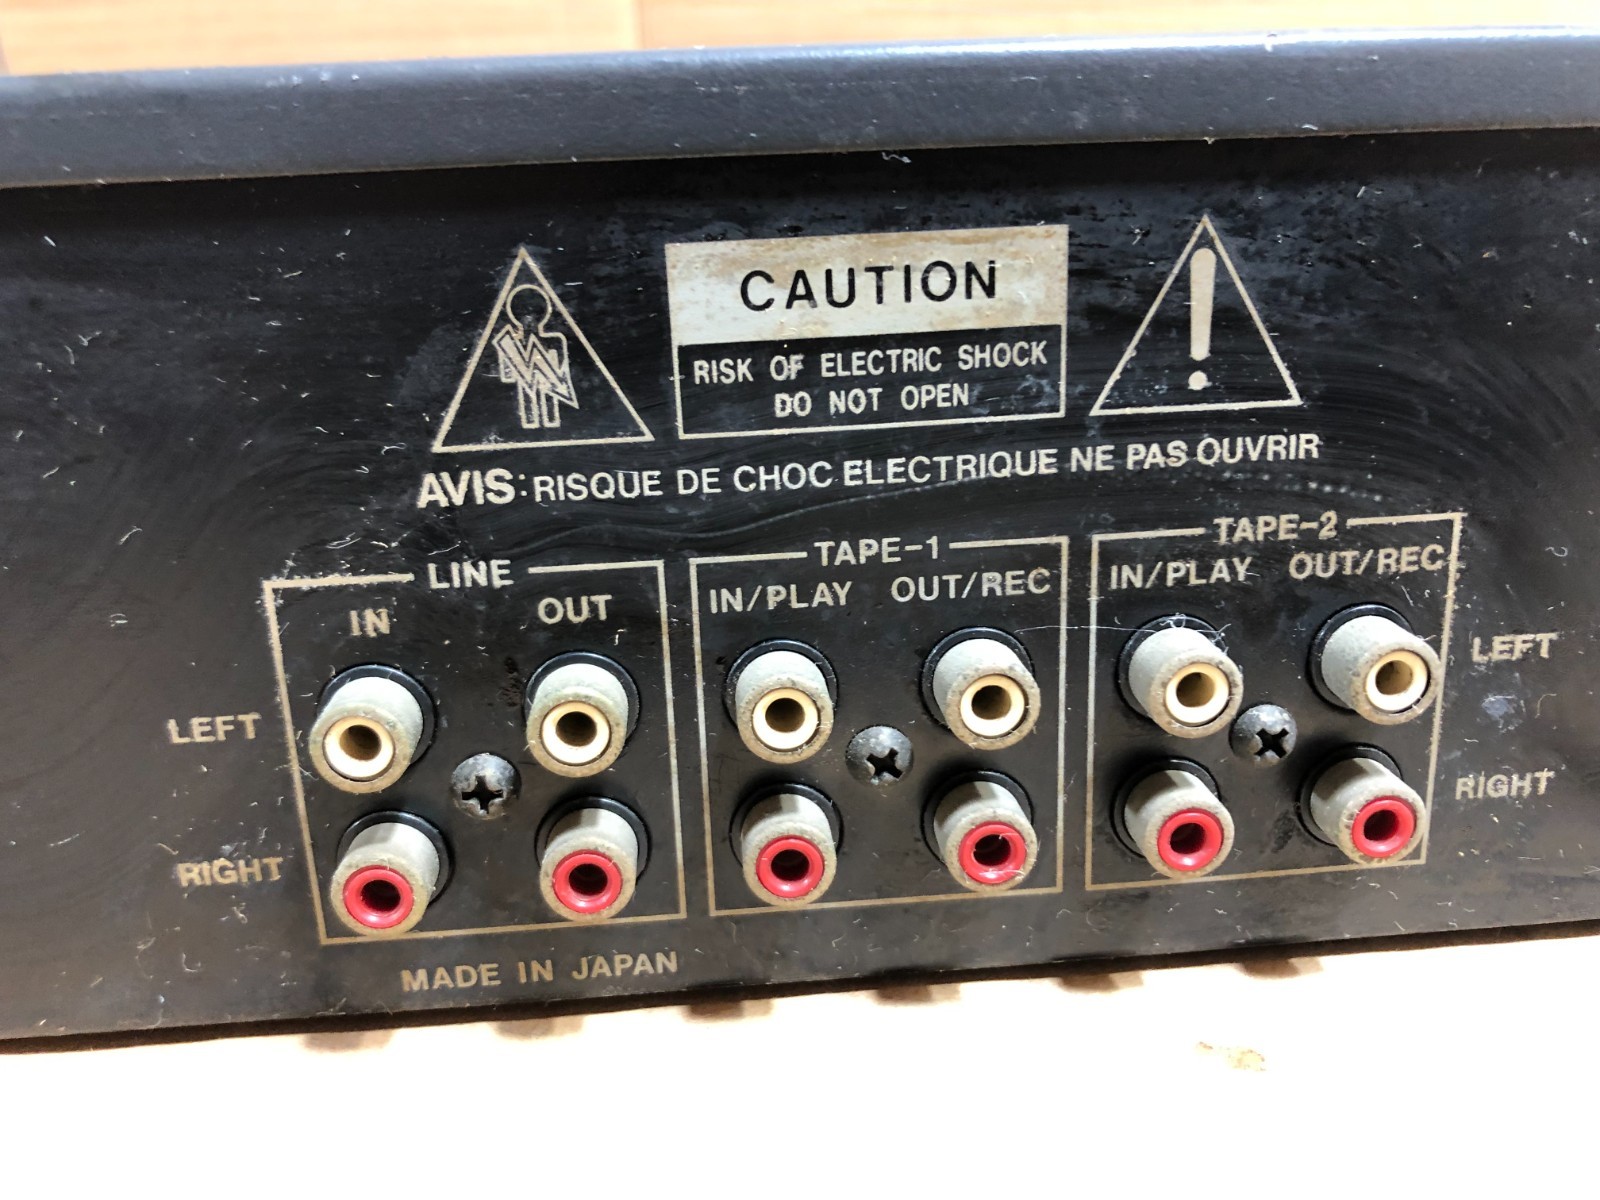 CAUTION
RISK OF ELECTRIC SHOCK
DO NOT OPEN
AVIS: RISQUE DE CHOC ELECTRIQUE NE PAS OUVRIR
LINE
IN OUT
TAPE-1
IN/PLAY OUT/REC
TAPE-2
IN/PLAY OUT/REC
LEFT
RIGHT
LEFT
RIGHT
MADE IN JAPAN